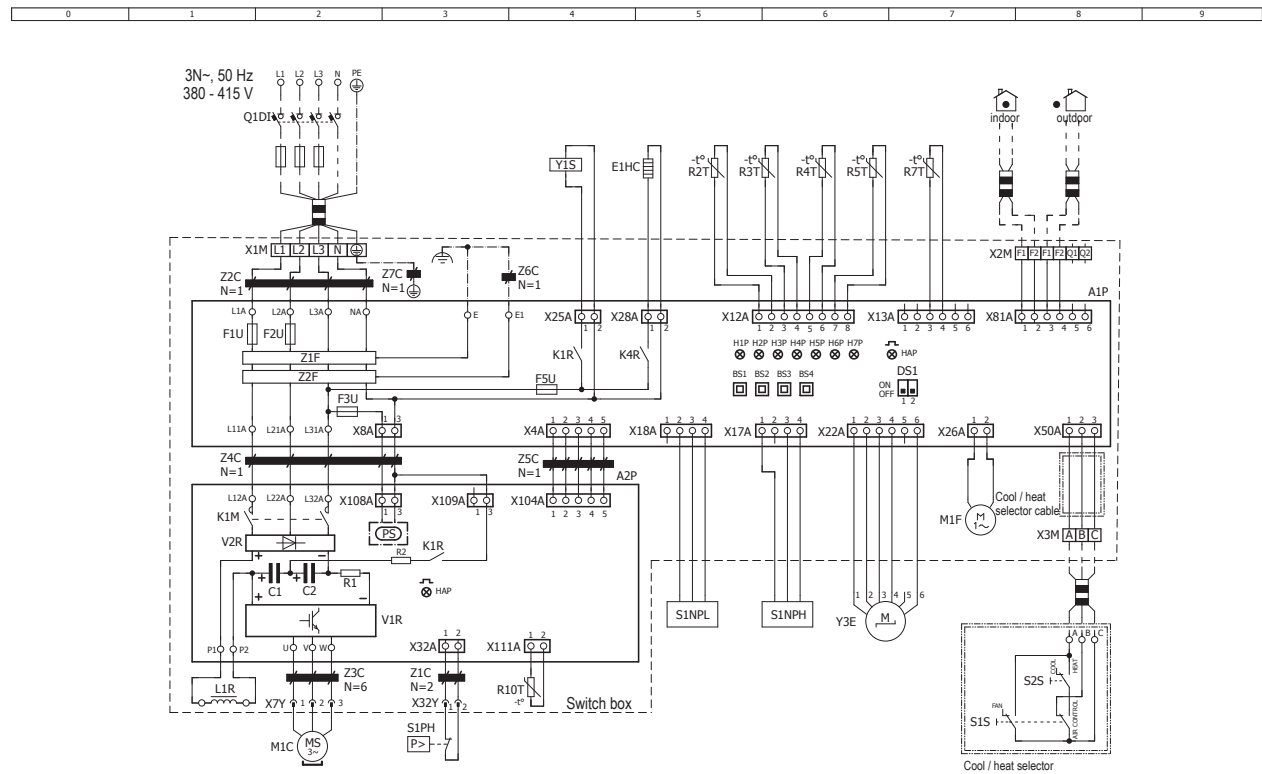 0 1 2 3 4 5 6 7 8 9
3N~, 50 Hz
380 - 415 V
L1 L2 L3 N PE
Q1DI
indoor
outdoor
Y1S
E1HC
-t° R2T
-t° R3T
-t° R4T
-t° R5T
-t° R7T
X1M L1 L2 L3 N
X2M F1 F2 F1 F2 Q1 Q2
Z2C
N=1
Z7C
N=1
Z6C
N=1
A1P
L1A L2A L3A NA
E E1
X25A 1 2
X28A 1 2
X12A 1 2 3 4 5 6 7 8
X13A 1 2 3 4 5 6
X81A 1 2 3 4 5 6
F1U F2U
K1R
K4R
H1P H2P H3P H4P H5P H6P H7P
HAP
Z1F
Z2F
F5U
BS1 BS2 BS3 BS4
DS1
ON
OFF
1 2
F3U
L11A L21A L31A
X8A 1 3
X4A 1 2 3 4 5
X18A 1 2 3 4
X17A 1 3 4
X22A 1 2 3 4 5 6
X26A 1 2
X50A 1 2 3
Z4C
N=1
Z5C
N=1
A2P
L12A L22A L32A
X108A 1 3
X109A 1 3
X104A 1 2 3 4 5
Cool / heat
selector cable
K1M
PS
M1F
M
1~
X3M A B C
V2R
+ −
R2
K1R
+ C1
+ C2
R1
HAP
+ −
V1R
S1NPL
S1NPH
1 2 3 4 5 6
Y3E
M
P1 P2
U V W
X32A 1 2
X111A 1 2
A B C
L1R
Z3C
N=6
Z1C
N=2
R10T
-t°
COOL
HEAT
S2S
X7Y 1 2 3
X32Y 1 2
Switch box
FAN
AIR CONTROL
S1S
S1PH
P>
M1C
MS
3~
Cool / heat selector